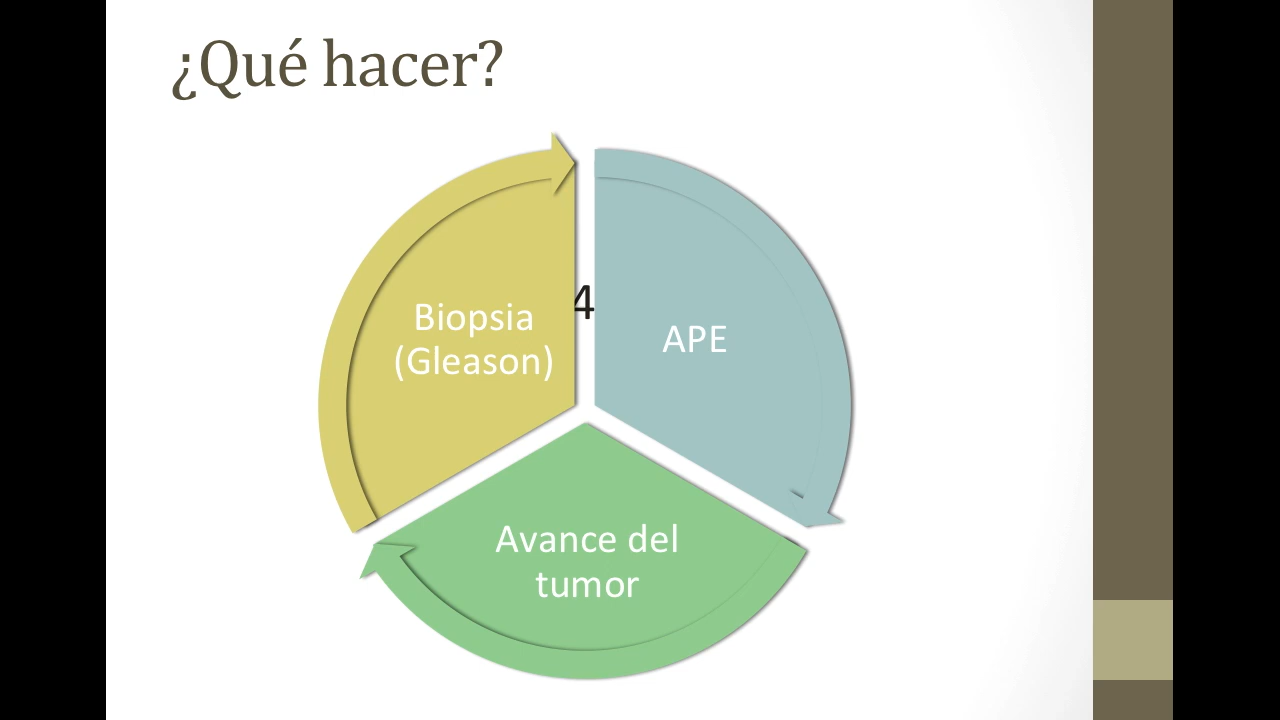 ¿Qué hacer?
Biopsia
(Gleason)
4
APE
Avance del
tumor